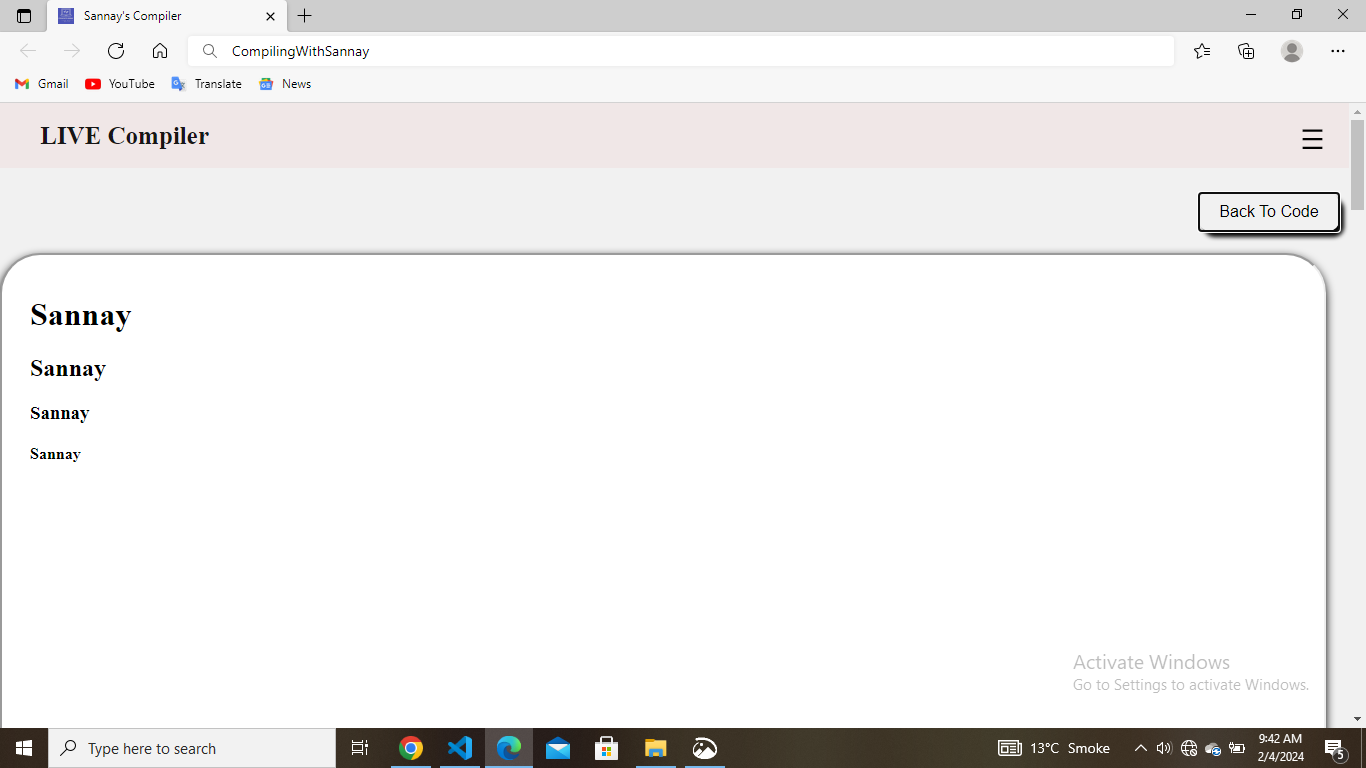 Sannay's Compiler
CompilingWithSannay
Gmail YouTube Translate News
LIVE Compiler
Back To Code
Sannay
Sannay
Sannay
Sannay
Activate Windows
Go to Settings to activate Windows.
Type here to search
13°C Smoke
9:42 AM
2/4/2024
5